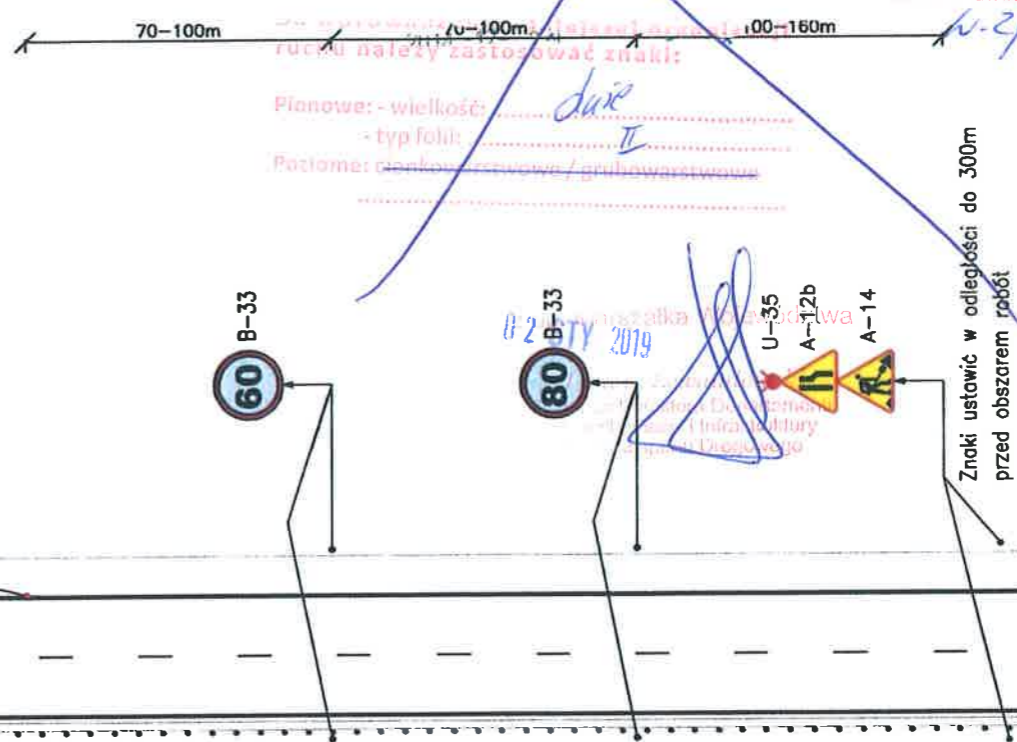 70-100m
70-100m
100-160m
ruchu należy zastosować znaki:
Pionowe: - wielkość: duże
- typ folii: II
Poziome: cienkowarstwowe / grubowarstwowe
B-33
60
B-33
80
02 STY 2019
U-35
A-12b
A-14
Znaki ustawić w odległości do 300m
przed obszarem robót